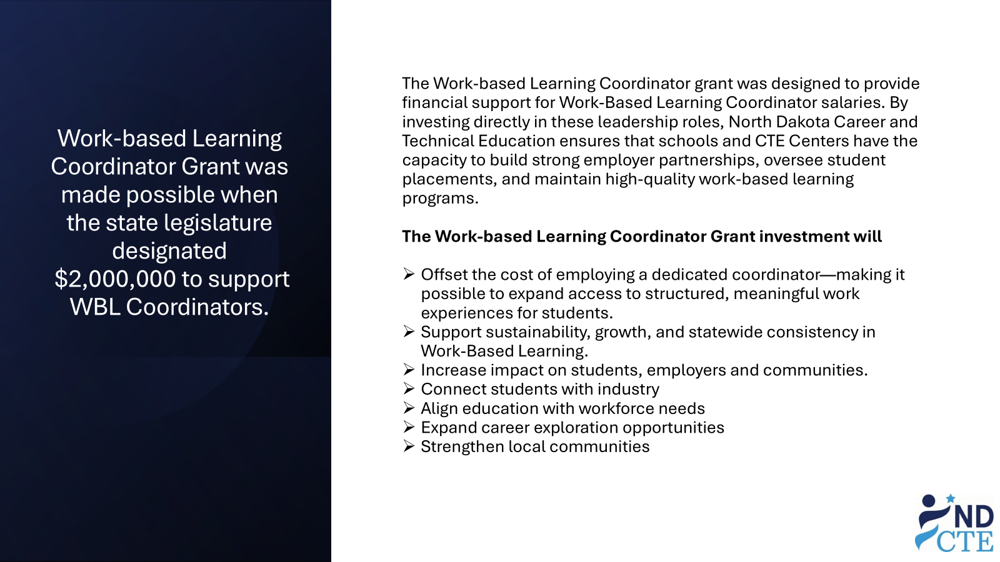 Work-based Learning
Coordinator Grant was
made possible when
the state legislature
designated
$2,000,000 to support
WBL Coordinators.
The Work-based Learning Coordinator grant was designed to provide
financial support for Work-Based Learning Coordinator salaries. By
investing directly in these leadership roles, North Dakota Career and
Technical Education ensures that schools and CTE Centers have the
capacity to build strong employer partnerships, oversee student
placements, and maintain high-quality work-based learning
programs.
The Work-based Learning Coordinator Grant investment will
➢ Offset the cost of employing a dedicated coordinator—making it
possible to expand access to structured, meaningful work
experiences for students.
➢ Support sustainability, growth, and statewide consistency in
Work-Based Learning.
➢ Increase impact on students, employers and communities.
➢ Connect students with industry
➢ Align education with workforce needs
➢ Expand career exploration opportunities
➢ Strengthen local communities
ND
CTE